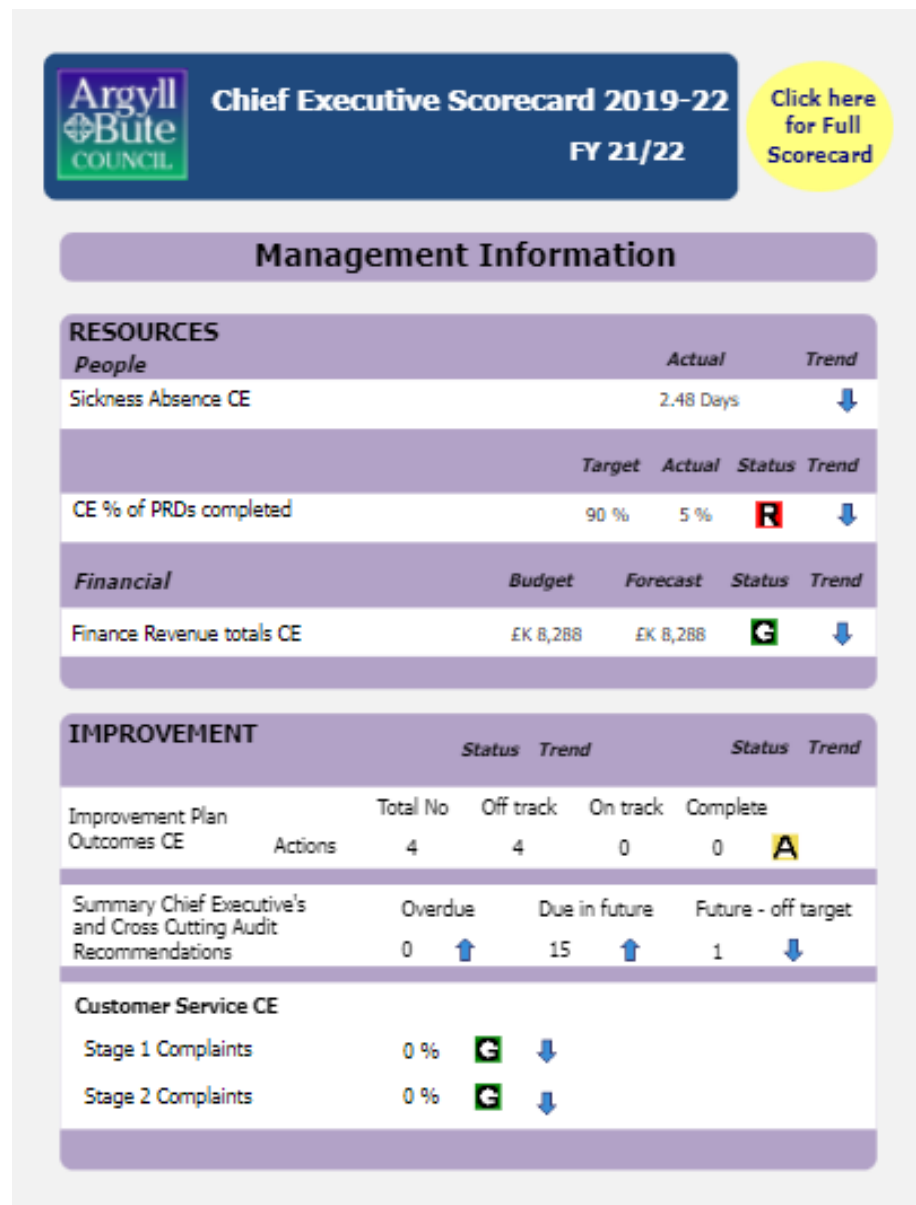 Argyll
Bute
COUNCIL
Chief Executive Scorecard 2019-22
FY 21/22
Click here
for Full
Scorecard
Management Information
RESOURCES
People Actual Trend
Sickness Absence CE 2.48 Days
Target Actual Status Trend
CE % of PRDs completed 90 % 5 % R
Financial Budget Forecast Status Trend
Finance Revenue totals CE £K 8,288 £K 8,288 G
IMPROVEMENT Status Trend Status Trend
Total No Off track On track Complete
Improvement Plan
Outcomes CE Actions 4 4 0 0 A
Summary Chief Executive's
and Cross Cutting Audit
Recommendations
Overdue Due in future Future - off target
0 15 1
Customer Service CE
Stage 1 Complaints 0 % G
Stage 2 Complaints 0 % G